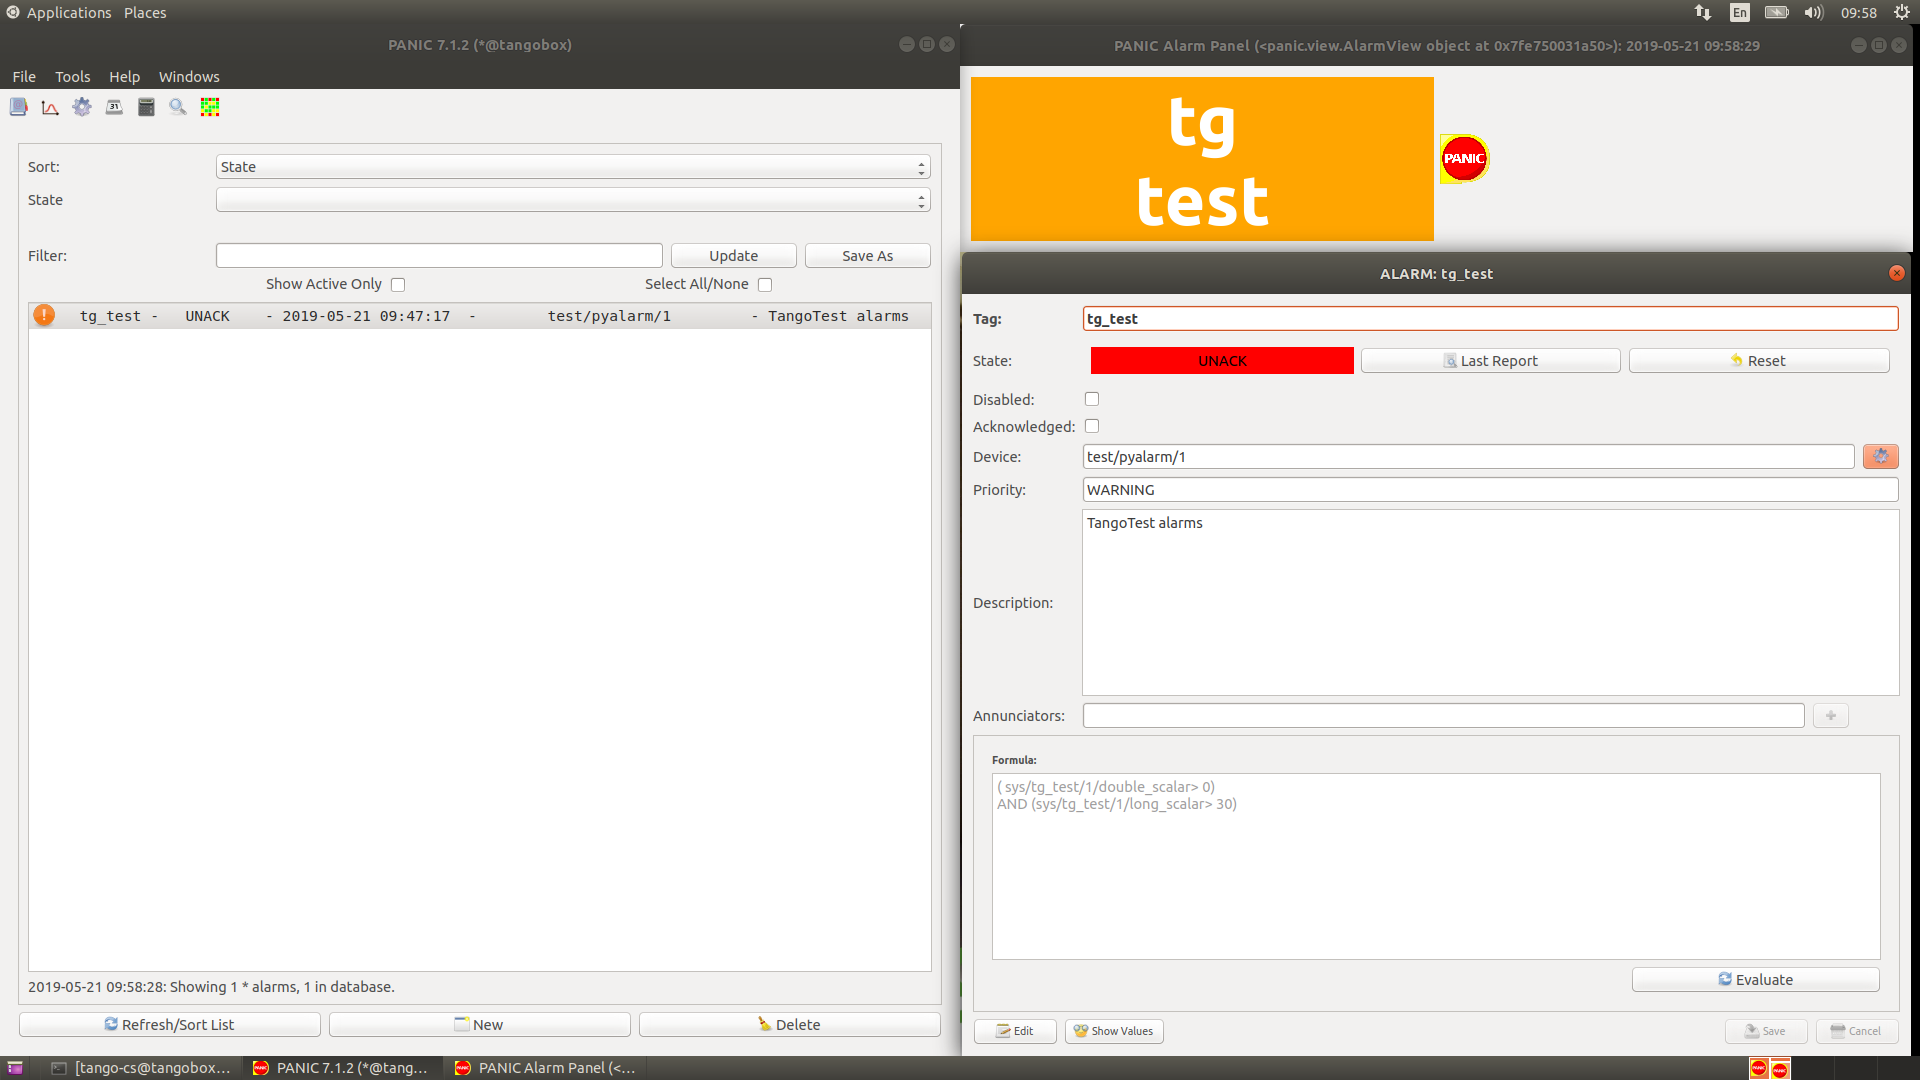 Applications Places
En 09:58
PANIC 7.1.2 (*@tangobox)
File Tools Help Windows
31
Sort: State
State
Filter: Update Save As
Show Active Only Select All/None
! tg_test - UNACK - 2019-05-21 09:47:17 - test/pyalarm/1 - TangoTest alarms
2019-05-21 09:58:28: Showing 1 * alarms, 1 in database.
Refresh/Sort List New Delete
PANIC Alarm Panel (<panic.view.AlarmView object at 0x7fe750031a50>): 2019-05-21 09:58:29
tg
test
PANIC
ALARM: tg_test
Tag: tg_test
State: UNACK Last Report Reset
Disabled:
Acknowledged:
Device: test/pyalarm/1
Priority: WARNING
Description: TangoTest alarms
Annunciators:
Formula:
( sys/tg_test/1/double_scalar> 0)
AND (sys/tg_test/1/long_scalar> 30)
Evaluate
Edit Show Values Save Cancel
[tango-cs@tangobox... PANIC 7.1.2 (*@tang... PANIC Alarm Panel (<...
PANIC PANIC